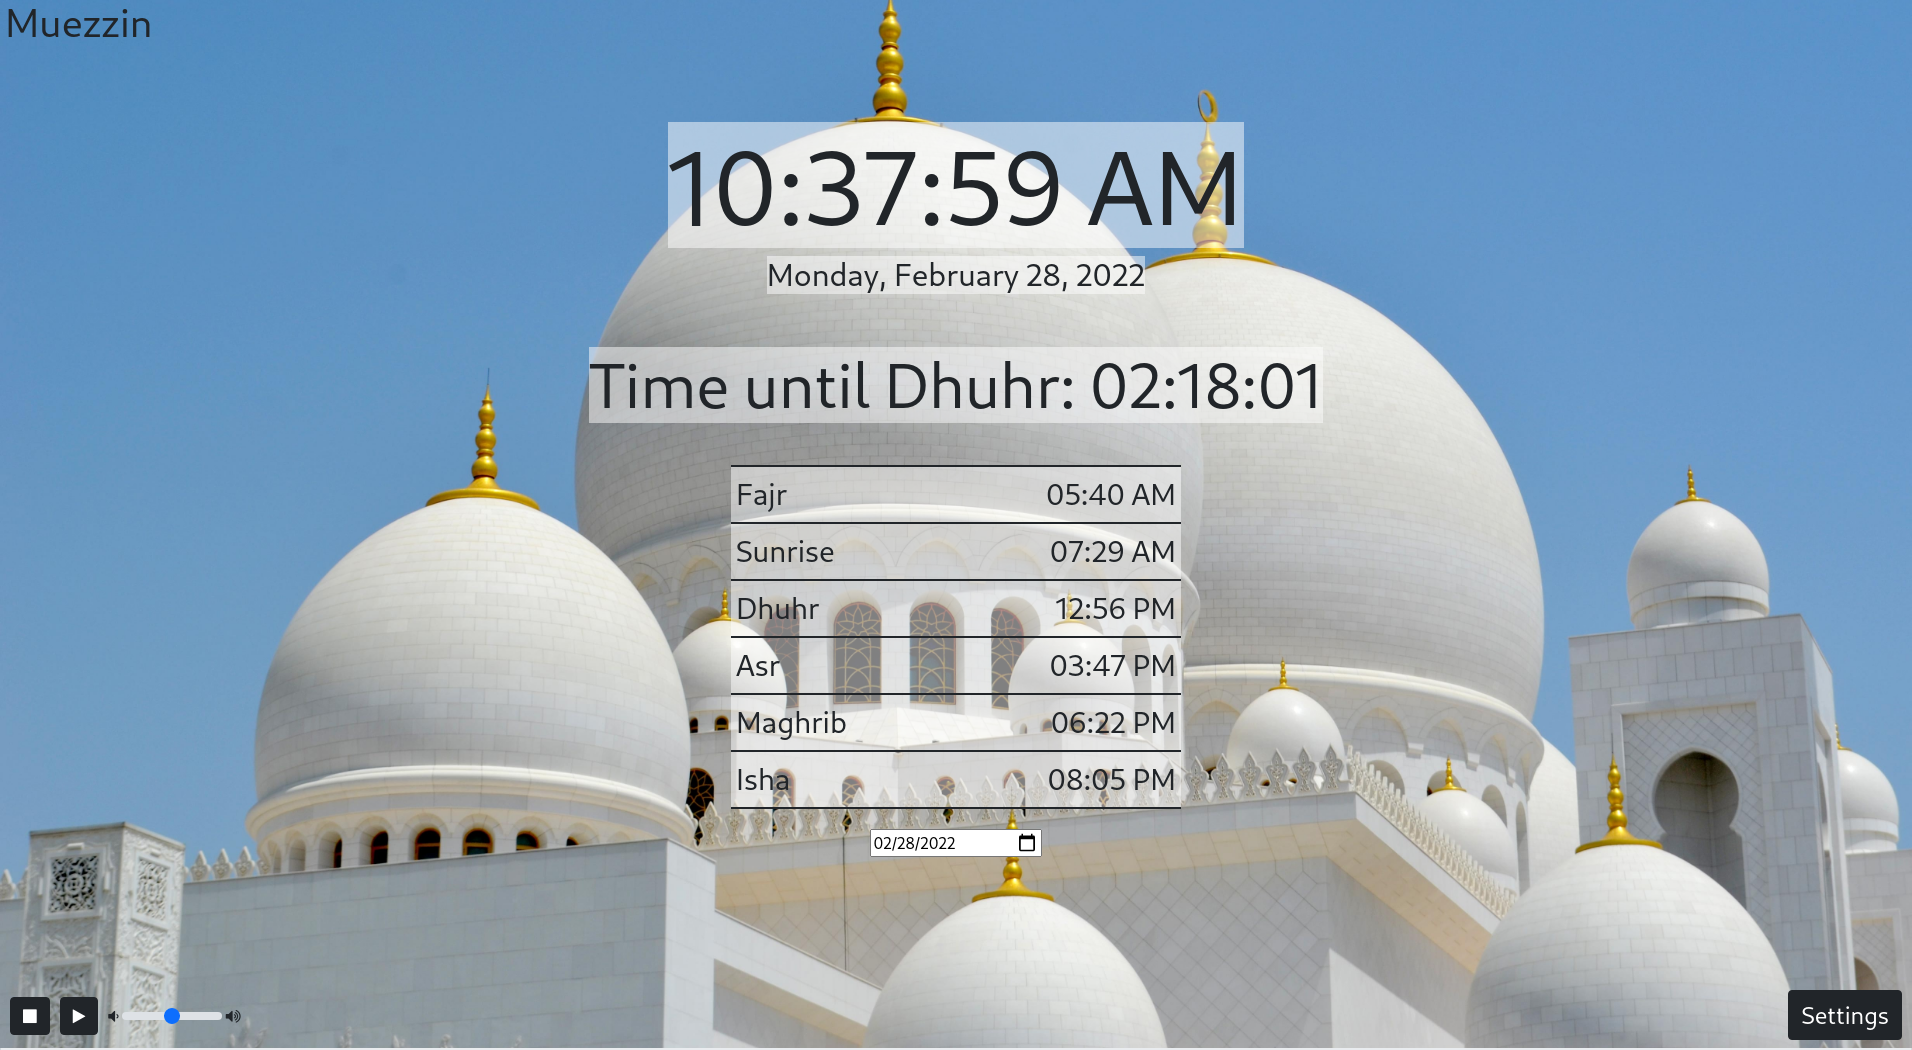 Muezzin
10:37:59 AM
Monday, February 28, 2022
Time until Dhuhr: 02:18:01
Fajr 05:40 AM
Sunrise 07:29 AM
Dhuhr 12:56 PM
Asr 03:47 PM
Maghrib 06:22 PM
Isha 08:05 PM
02/28/2022
Settings